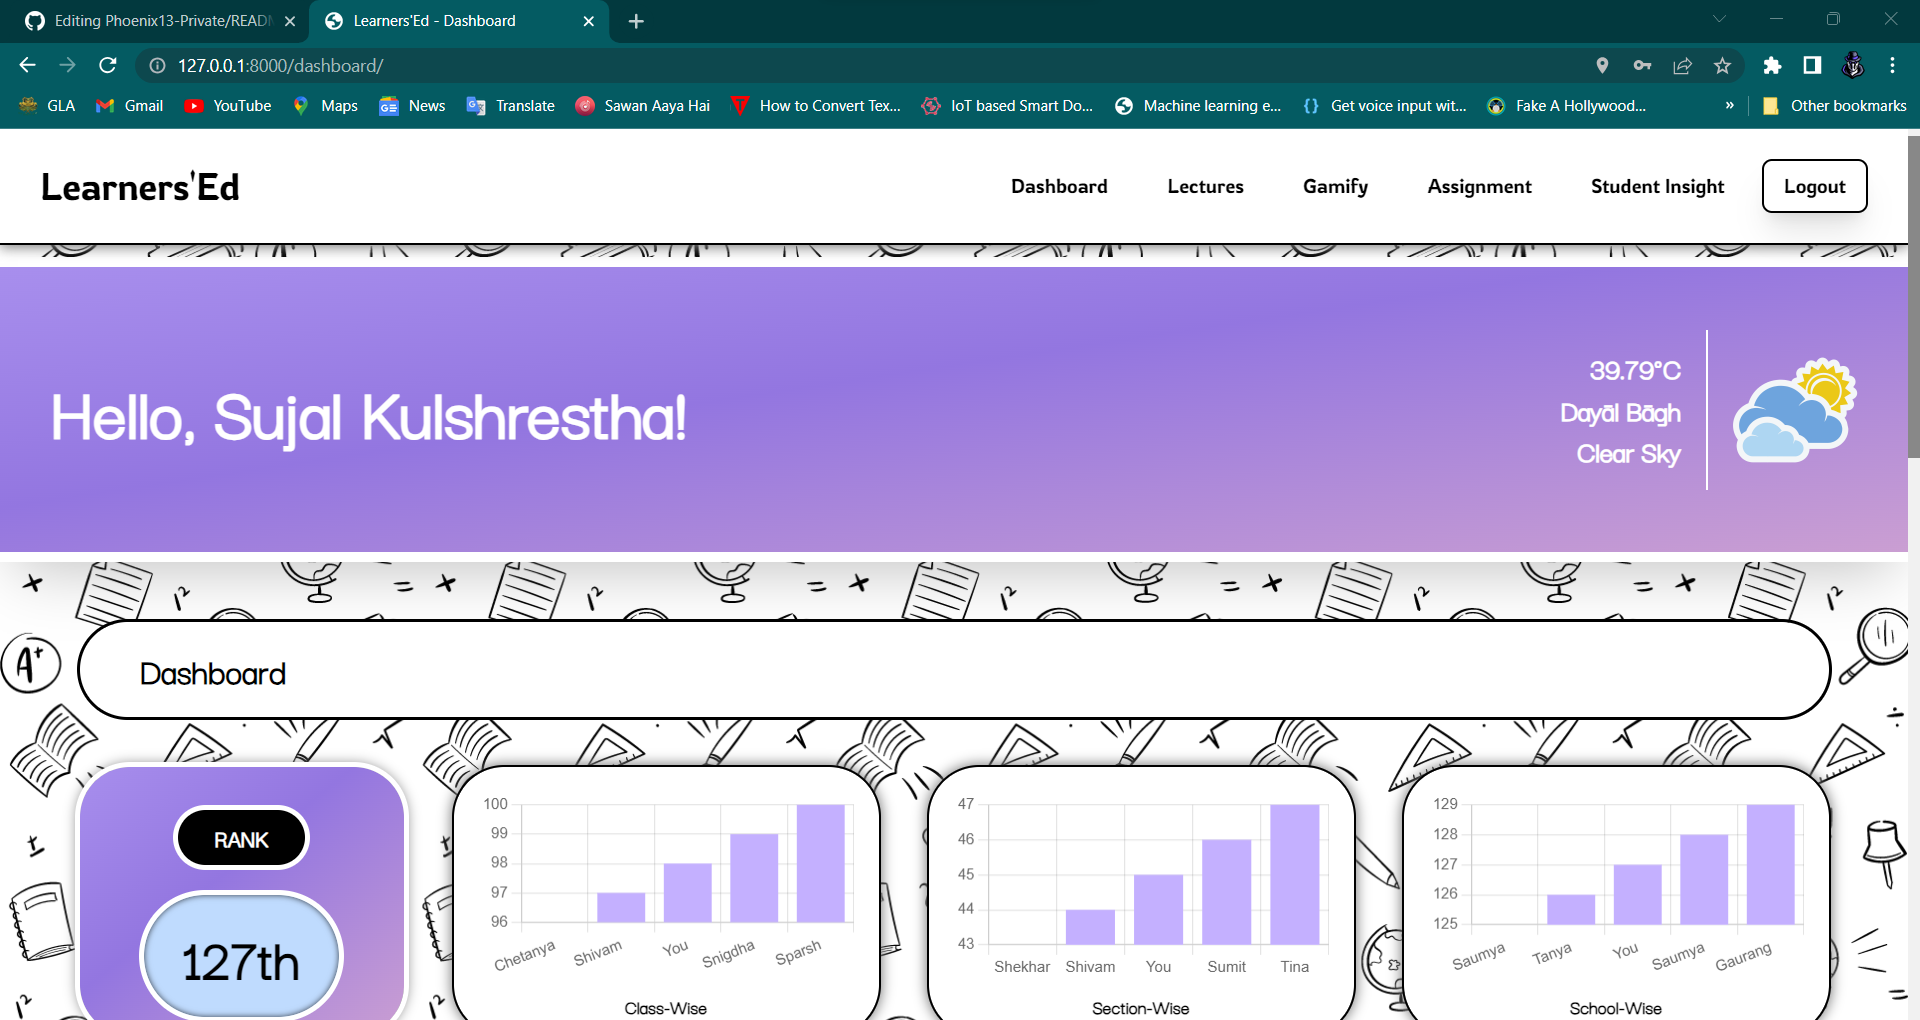 Editing Phoenix13-Private/READM
Learners'Ed - Dashboard
127.0.0.1:8000/dashboard/
GLA
Gmail
YouTube
Maps
News
Translate
Sawan Aaya Hai
How to Convert Tex...
IoT based Smart Do...
Machine learning e...
Get voice input wit...
Fake A Hollywood...
»
Other bookmarks
Learners'Ed
Dashboard
Lectures
Gamify
Assignment
Student Insight
Logout
Hello, Sujal Kulshrestha!
39.79°C
Dayāl Bāgh
Clear Sky
A+
Dashboard
RANK
127th
100
99
98
97
96
Chetanya
Shivam
You
Snigdha
Sparsh
Class-Wise
47
46
45
44
43
Shekhar
Shivam
You
Sumit
Tina
Section-Wise
129
128
127
126
125
Saumya
Tanya
You
Saumya
Gaurang
School-Wise